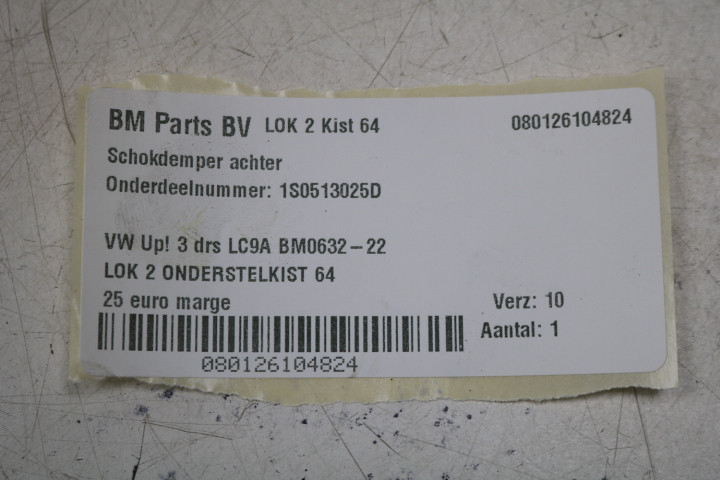 BM Parts BV LOK 2 Kist 64 080126104824
Schokdemper achter
Onderdeelnummer: 1S0513025D
VW Up! 3 drs LC9A BM0632-22
LOK 2 ONDERSTELKIST 64
25 euro marge Verz: 10
Aantal: 1
080126104824